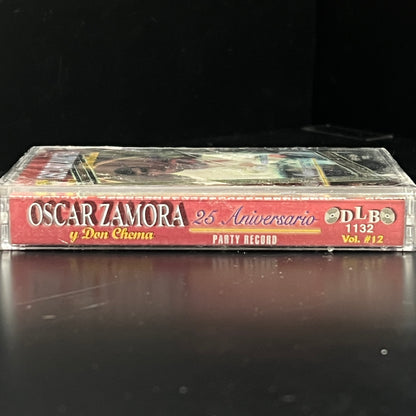 OSCAR ZAMORA
y Don Chema
25 Aniversario
PARTY RECORD
DLB
1132
Vol. #12